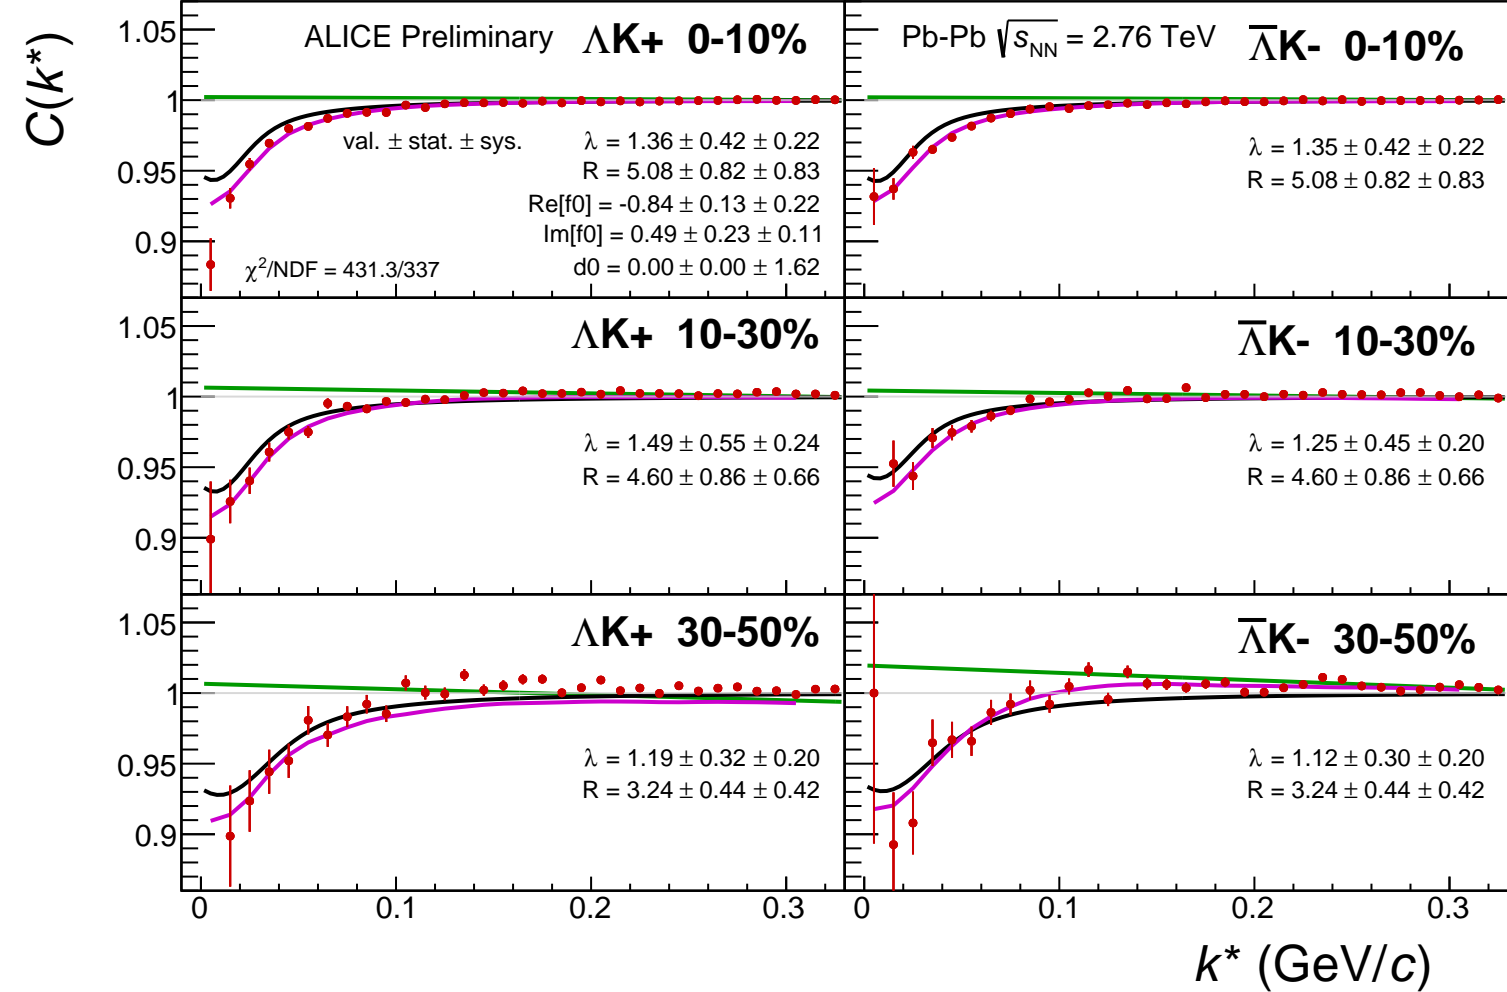 C(k*)
ALICE Preliminary ΛK+ 0-10%
1.05
1
0.95
0.9
val. ± stat. ± sys.
λ = 1.36 ± 0.42 ± 0.22
R = 5.08 ± 0.82 ± 0.83
Re[f0] = -0.84 ± 0.13 ± 0.22
Im[f0] = 0.49 ± 0.23 ± 0.11
d0 = 0.00 ± 0.00 ± 1.62
χ²/NDF = 431.3/337
Pb-Pb √sNN = 2.76 TeV Λ̅K- 0-10%
λ = 1.35 ± 0.42 ± 0.22
R = 5.08 ± 0.82 ± 0.83
ΛK+ 10-30%
1.05
1
0.95
0.9
λ = 1.49 ± 0.55 ± 0.24
R = 4.60 ± 0.86 ± 0.66
Λ̅K- 10-30%
λ = 1.25 ± 0.45 ± 0.20
R = 4.60 ± 0.86 ± 0.66
ΛK+ 30-50%
1.05
1
0.95
0.9
λ = 1.19 ± 0.32 ± 0.20
R = 3.24 ± 0.44 ± 0.42
Λ̅K- 30-50%
λ = 1.12 ± 0.30 ± 0.20
R = 3.24 ± 0.44 ± 0.42
0 0.1 0.2 0.3
0 0.1 0.2 0.3
k* (GeV/c)